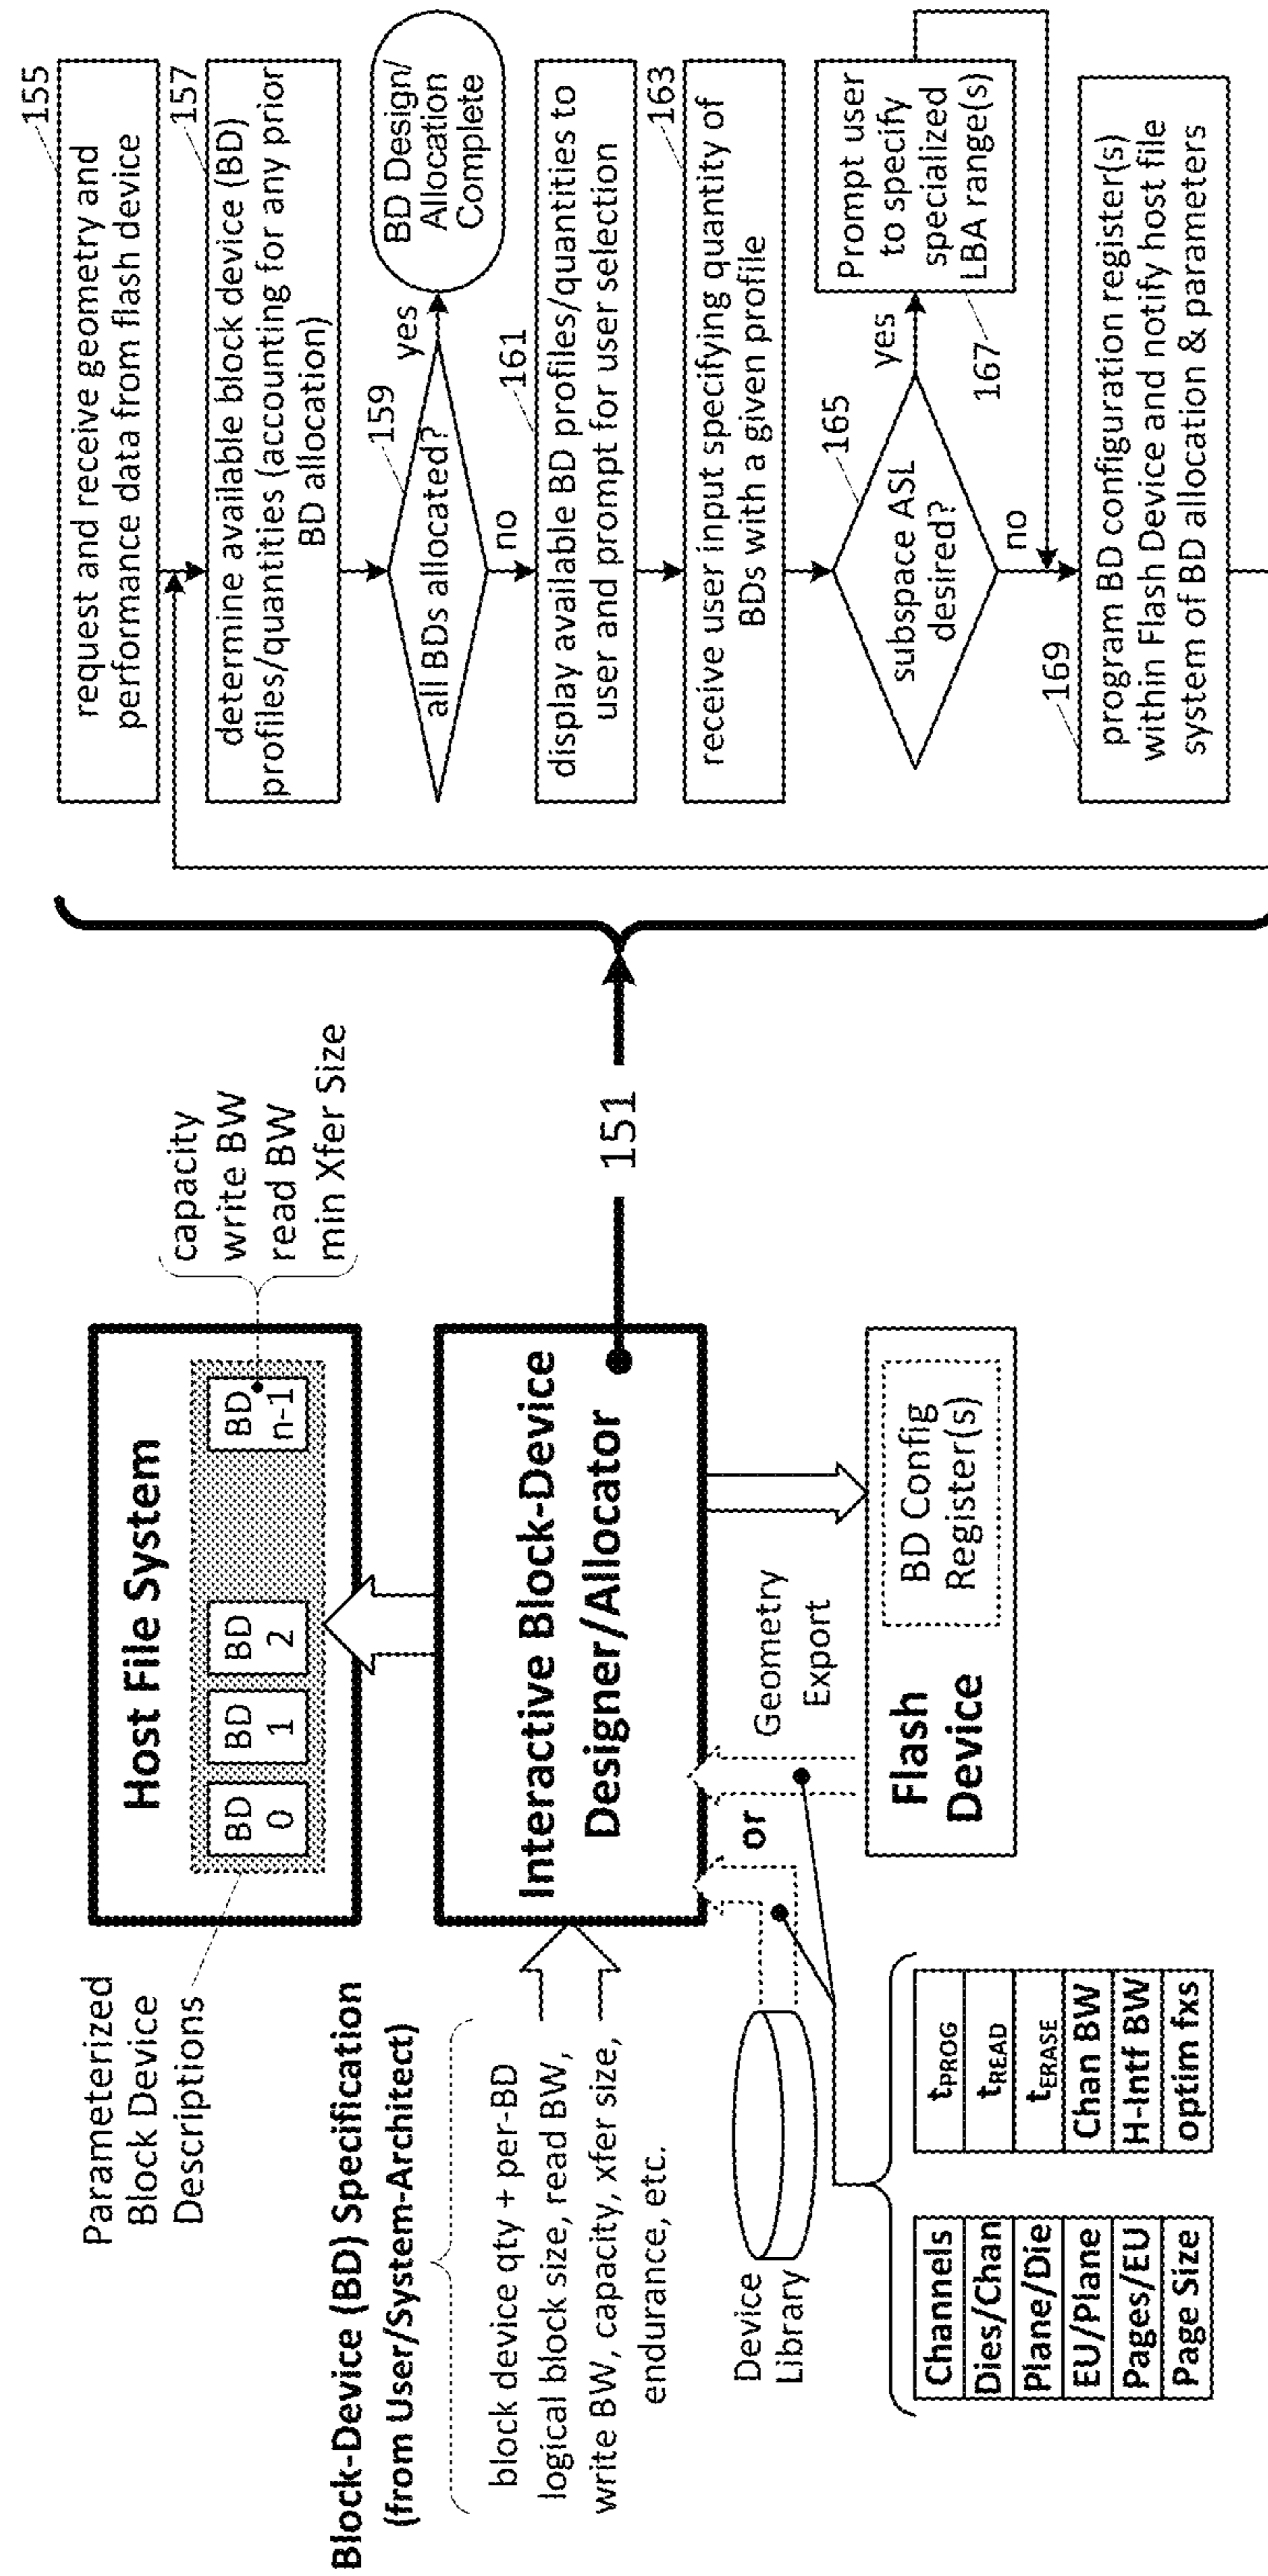 Parameterized
Block Device
Descriptions
Host File System
BD
0
BD
1
BD
2
BD
n-1
capacity
write BW
read BW
min Xfer Size
Block-Device (BD) Specification
(from User/System-Architect)
block device qty + per-BD
logical block size, read BW,
write BW, capacity, xfer size,
endurance, etc.
Interactive Block-Device
Designer/Allocator
151
Device
Library
or
Geometry
Export
Flash
Device
BD Config
Register(s)
Channels
Dies/Chan
Plane/Die
EU/Plane
Pages/EU
Page Size
tPROG
tREAD
tERASE
Chan BW
H-Intf BW
optim fxs
155
request and receive geometry and
performance data from flash device
157
determine available block device (BD)
profiles/quantities (accounting for any prior
BD allocation)
159
all BDs allocated?
yes
BD Design/
Allocation
Complete
no
161
display available BD profiles/quantities to
user and prompt for user selection
163
receive user input specifying quantity of
BDs with a given profile
165
subspace ASL
desired?
yes
Prompt user
to specify
specialized
LBA range(s)
167
no
169
program BD configuration register(s)
within Flash Device and notify host file
system of BD allocation & parameters